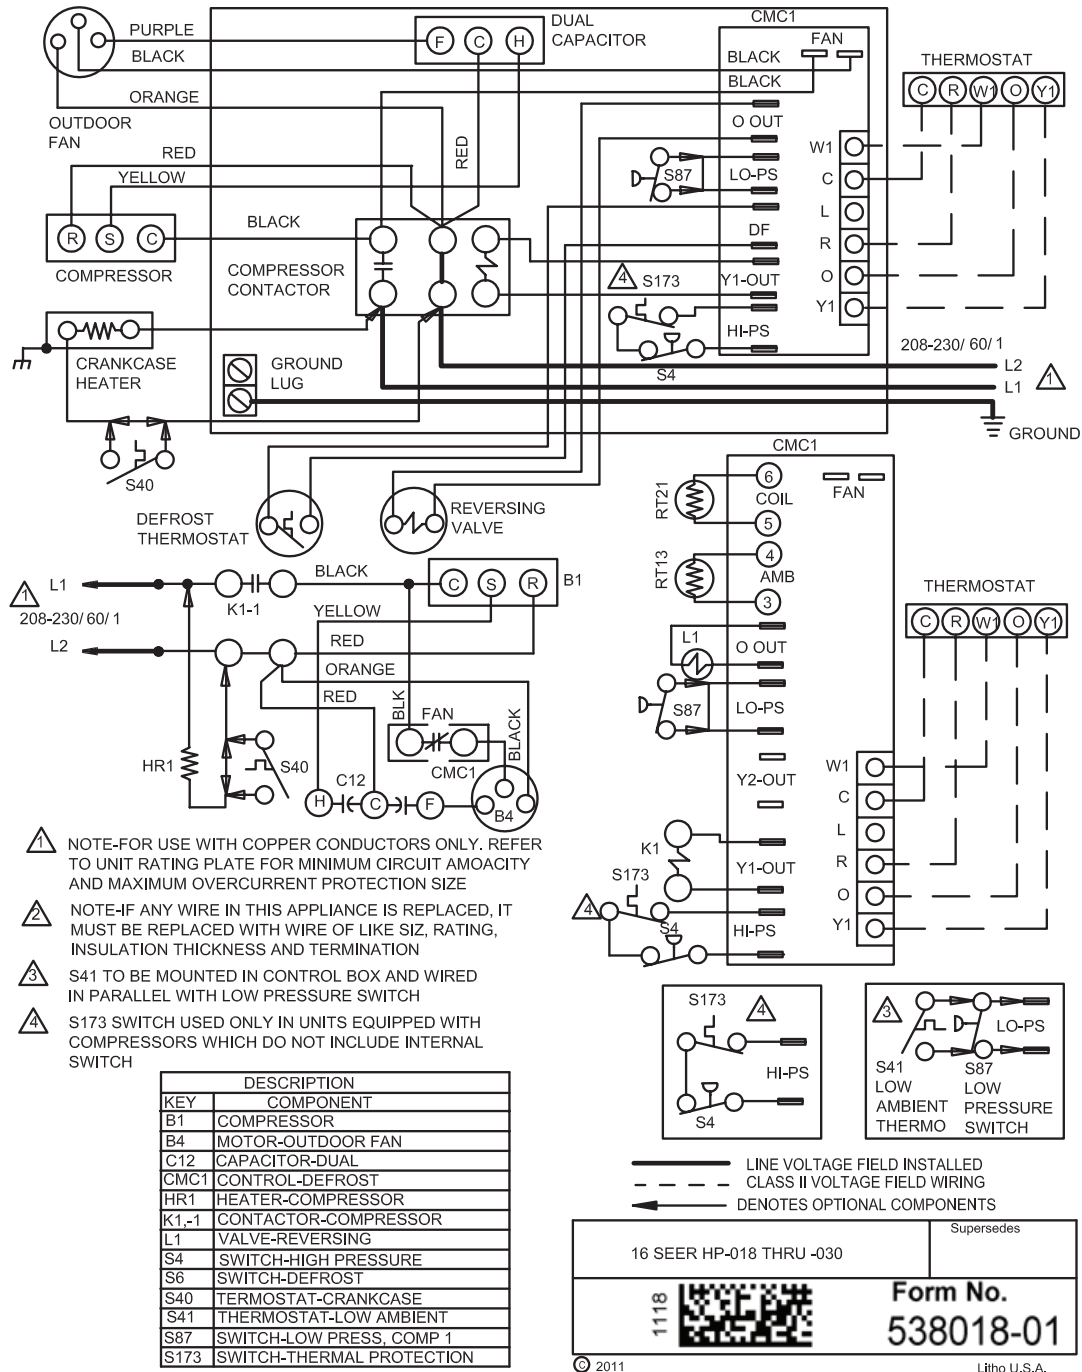 PURPLE
BLACK
ORANGE
OUTDOOR
FAN
RED
YELLOW
F C H
DUAL
CAPACITOR
RED
R S C
COMPRESSOR
BLACK
COMPRESSOR
CONTACTOR
CRANKCASE
HEATER
GROUND
LUG
S40
CMC1
FAN
BLACK
BLACK
O OUT
S87
LO-PS
DF
4 S173
Y1-OUT
HI-PS
S4
W1
C
L
R
O
Y1
THERMOSTAT
C R W1 O Y1
208-230/ 60/ 1
L2
L1 1
GROUND
DEFROST
THERMOSTAT
REVERSING
VALVE
L1
1
208-230/ 60/ 1
L2
K1-1
BLACK
C S R B1
YELLOW
RED
ORANGE
RED
BLK
FAN
BLACK
CMC1
HR1
S40
C12
H C F
B4
CMC1
RT21
6
COIL
5
FAN
RT13
4
AMB
3
L1
O OUT
S87
LO-PS
Y2-OUT
K1
Y1-OUT
S173
4
S4
HI-PS
W1
C
L
R
O
Y1
THERMOSTAT
C R W1 O Y1
1 NOTE-FOR USE WITH COPPER CONDUCTORS ONLY. REFER
TO UNIT RATING PLATE FOR MINIMUM CIRCUIT AMOACITY
AND MAXIMUM OVERCURRENT PROTECTION SIZE
2 NOTE-IF ANY WIRE IN THIS APPLIANCE IS REPLACED, IT
MUST BE REPLACED WITH WIRE OF LIKE SIZ, RATING,
INSULATION THICKNESS AND TERMINATION
3 S41 TO BE MOUNTED IN CONTROL BOX AND WIRED
IN PARALLEL WITH LOW PRESSURE SWITCH
4 S173 SWITCH USED ONLY IN UNITS EQUIPPED WITH
COMPRESSORS WHICH DO NOT INCLUDE INTERNAL
SWITCH
S173
4
HI-PS
S4
3
LO-PS
S41 S87
LOW LOW
AMBIENT PRESSURE
THERMO SWITCH
DESCRIPTION
KEY COMPONENT
B1 COMPRESSOR
B4 MOTOR-OUTDOOR FAN
C12 CAPACITOR-DUAL
CMC1 CONTROL-DEFROST
HR1 HEATER-COMPRESSOR
K1,-1 CONTACTOR-COMPRESSOR
L1 VALVE-REVERSING
S4 SWITCH-HIGH PRESSURE
S6 SWITCH-DEFROST
S40 TERMOSTAT-CRANKCASE
S41 THERMOSTAT-LOW AMBIENT
S87 SWITCH-LOW PRESS, COMP 1
S173 SWITCH-THERMAL PROTECTION
LINE VOLTAGE FIELD INSTALLED
CLASS II VOLTAGE FIELD WIRING
DENOTES OPTIONAL COMPONENTS
16 SEER HP-018 THRU -030
Supersedes
1118
Form No.
538018-01
© 2011
Litho U.S.A.